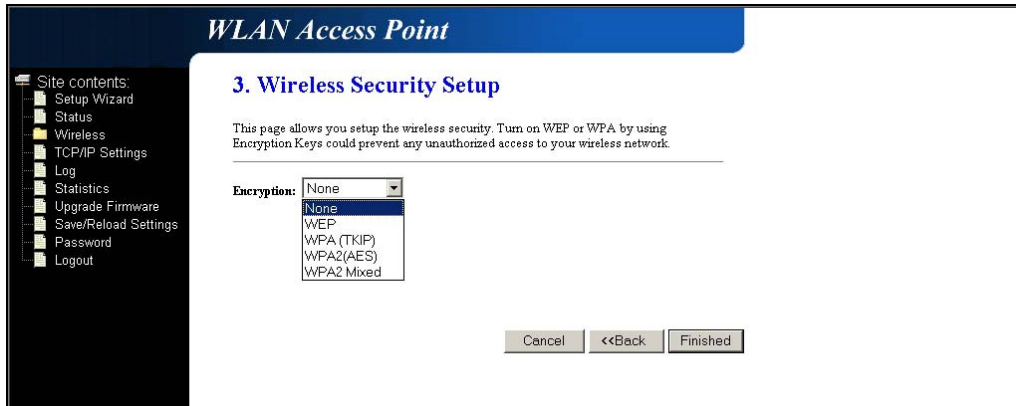 WLAN Access Point
Site contents:
Setup Wizard
Status
Wireless
TCP/IP Settings
Log
Statistics
Upgrade Firmware
Save/Reload Settings
Password
Logout
3. Wireless Security Setup
This page allows you setup the wireless security. Turn on WEP or WPA by using
Encryption Keys could prevent any unauthorized access to your wireless network.
Encryption: None
None
WEP
WPA (TKIP)
WPA2(AES)
WPA2 Mixed
Cancel <<Back Finished